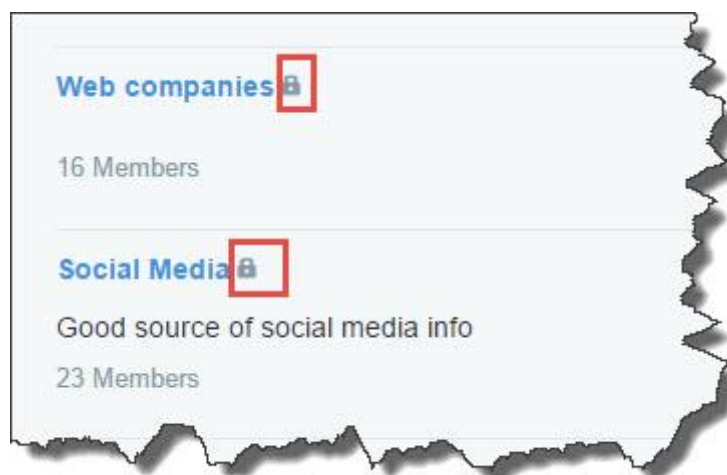 Web companies
16 Members
Social Media
Good source of social media info
23 Members